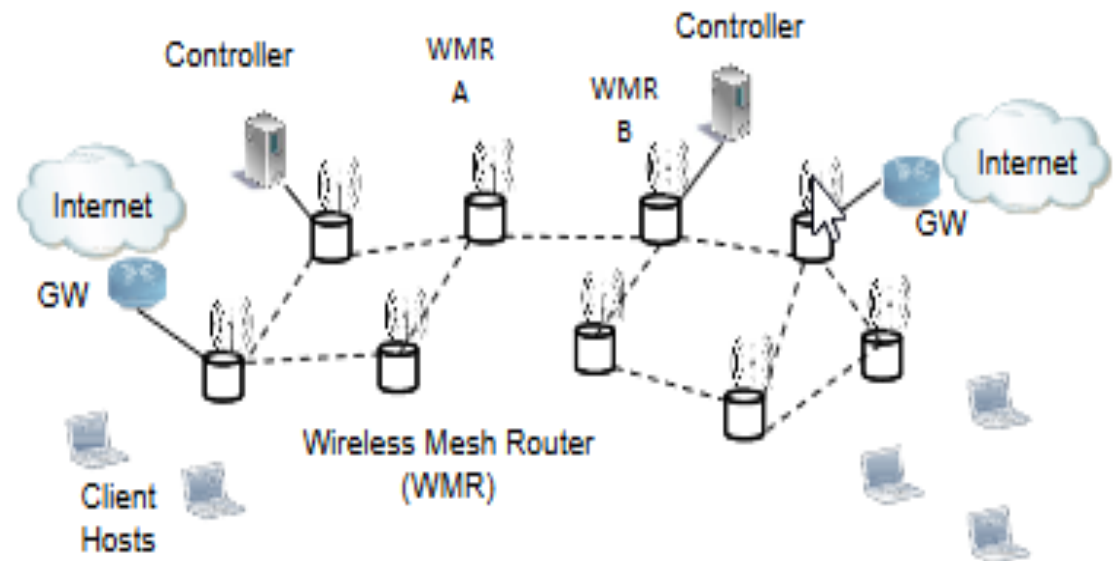 Controller
WMR
A
Controller
WMR
B
Internet
Internet
GW
GW
Wireless Mesh Router
(WMR)
Client
Hosts